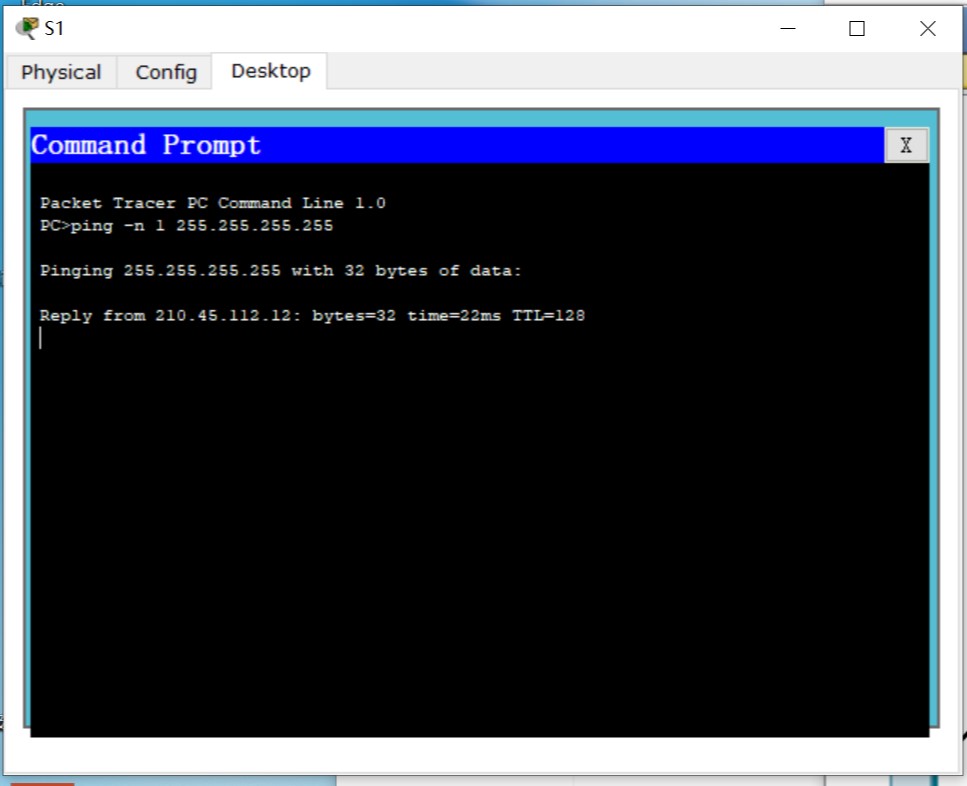 S1
Physical
Config
Desktop
Command Prompt
X
Packet Tracer PC Command Line 1.0
PC>ping -n 1 255.255.255.255
Pinging 255.255.255.255 with 32 bytes of data:
Reply from 210.45.112.12: bytes=32 time=22ms TTL=128